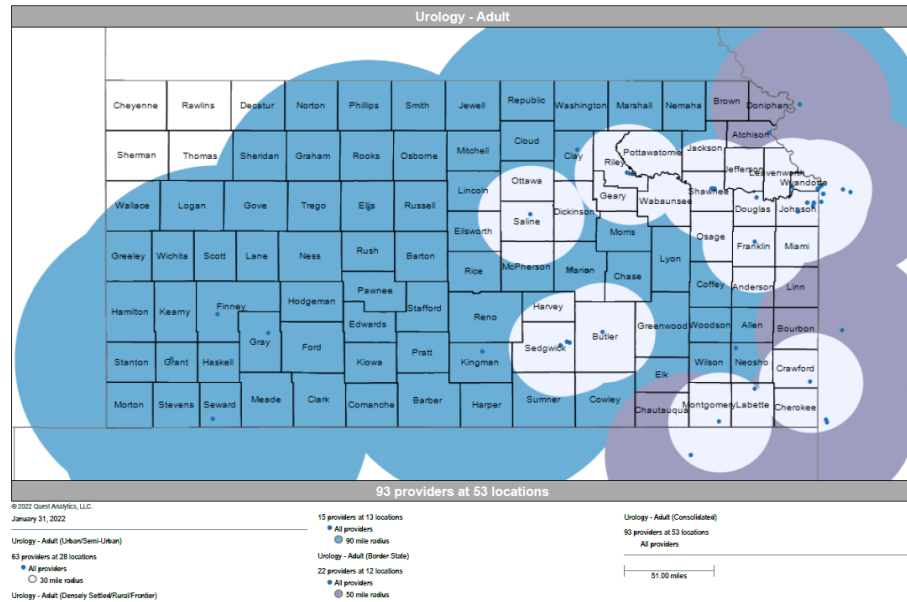 Urology - Adult
Cheyenne Rawlins Decatur Norton Phillips Smith Jewell Republic Washington Marshall Nemaha Brown Doniphan
Atchison
Sherman Thomas Sheridan Graham Rooks Osborne Mitchell Cloud Clay Riley Pottawatomie Jackson Jefferson Leavenworth
Wyandotte
Wallace Logan Gove Trego Ellis Russell Lincoln Ottawa Geary Wabaunsee Shawnee Douglas Johnson
Saline Dickinson
Ellsworth Morris Osage Franklin Miami
Greeley Wichita Scott Lane Ness Rush Barton Rice McPherson Marion Chase Lyon
Coffey Anderson Linn
Pawnee
Hamilton Kearny Finney Hodgeman Stafford Reno Harvey
Edwards Butler Greenwood Woodson Allen Bourbon
Gray Ford Sedgwick
Stanton Grant Haskell Kiowa Pratt Kingman Elk Wilson Neosho Crawford
Morton Stevens Seward Meade Clark Comanche Barber Harper Sumner Cowley Chautauqua Montgomery Labette Cherokee
93 providers at 53 locations
© 2022 Quest Analytics, LLC.
January 31, 2022
Urology - Adult (Urban/Semi-Urban)
63 providers at 28 locations
All providers
30 mile radius
Urology - Adult (Densely Settled/Rural/Frontier)
15 providers at 13 locations
All providers
90 mile radius
Urology - Adult (Border State)
22 providers at 12 locations
All providers
50 mile radius
Urology - Adult (Consolidated)
93 providers at 53 locations
All providers
51.00 miles